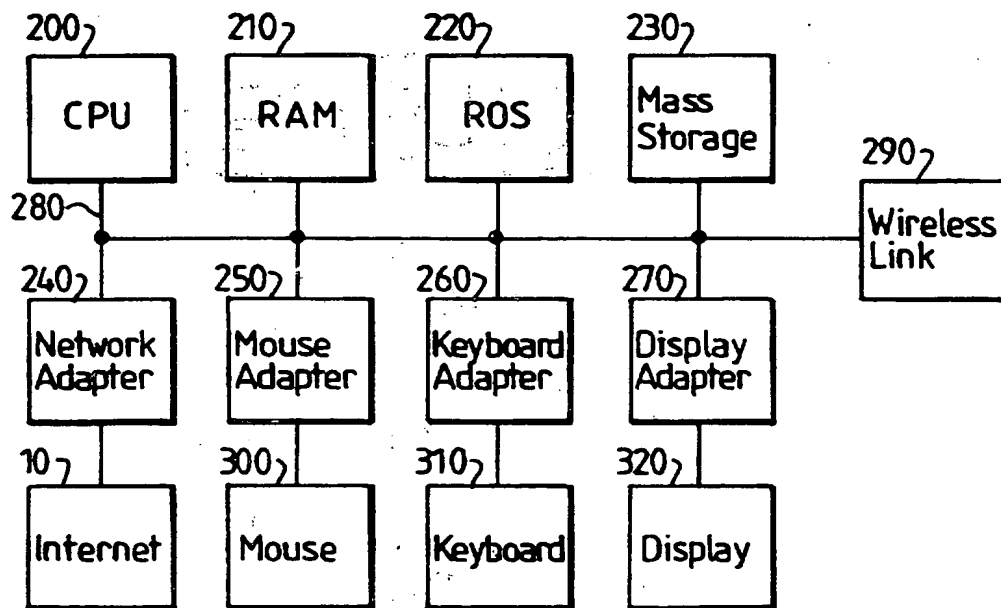 200
210
220
230
CPU
RAM
ROS
Mass
Storage
290
280
Wireless
Link
240
250
260
270
Network
Adapter
Mouse
Adapter
Keyboard
Adapter
Display
Adapter
10
300
310
320
Internet
Mouse
Keyboard
Display